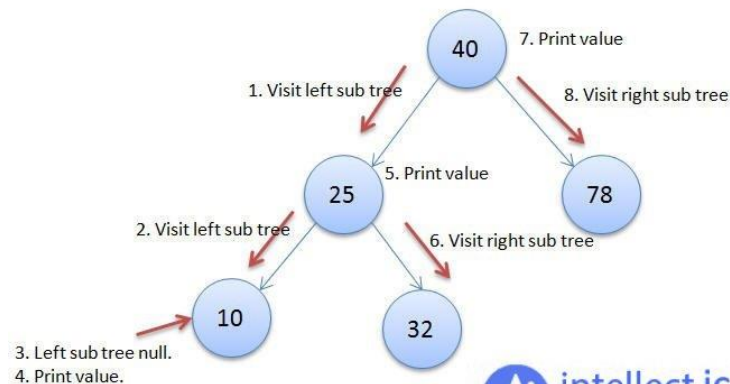 40
7. Print value
1. Visit left sub tree
8. Visit right sub tree
25
5. Print value
78
2. Visit left sub tree
6. Visit right sub tree
10
32
3. Left sub tree null.
4. Print value.
intellect.is